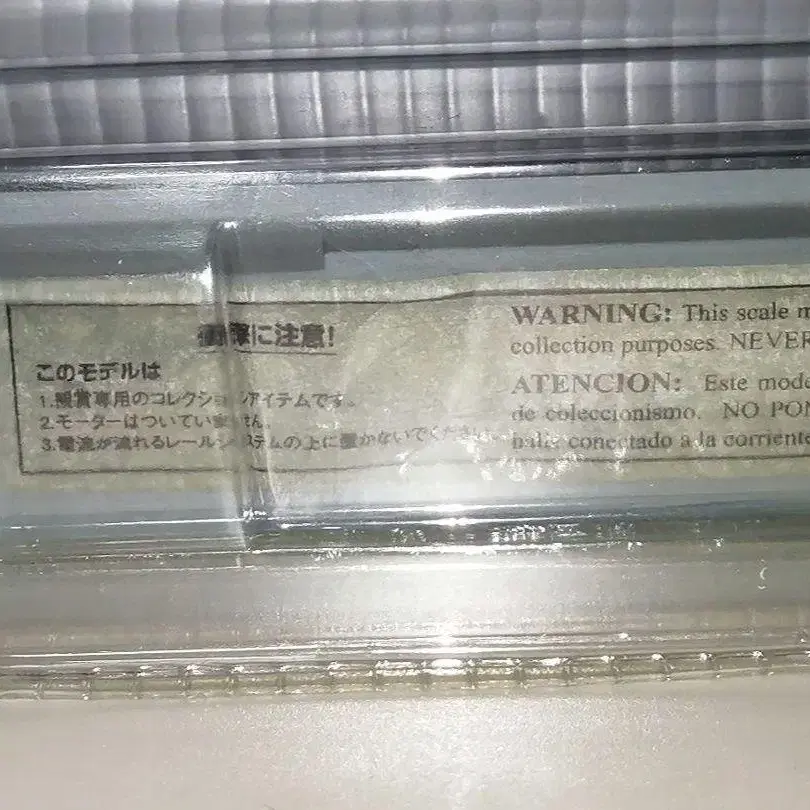 に注意!
このモデルは
1.観賞専用のコレクションアイテムです。
2.モーターはついていません。
3.電流が流れるレールシステムの上に置かないでください。
WARNING: This scale
collection purposes. NEVER
ATENCION: Este
de coleccionismo. NO
conectado a la